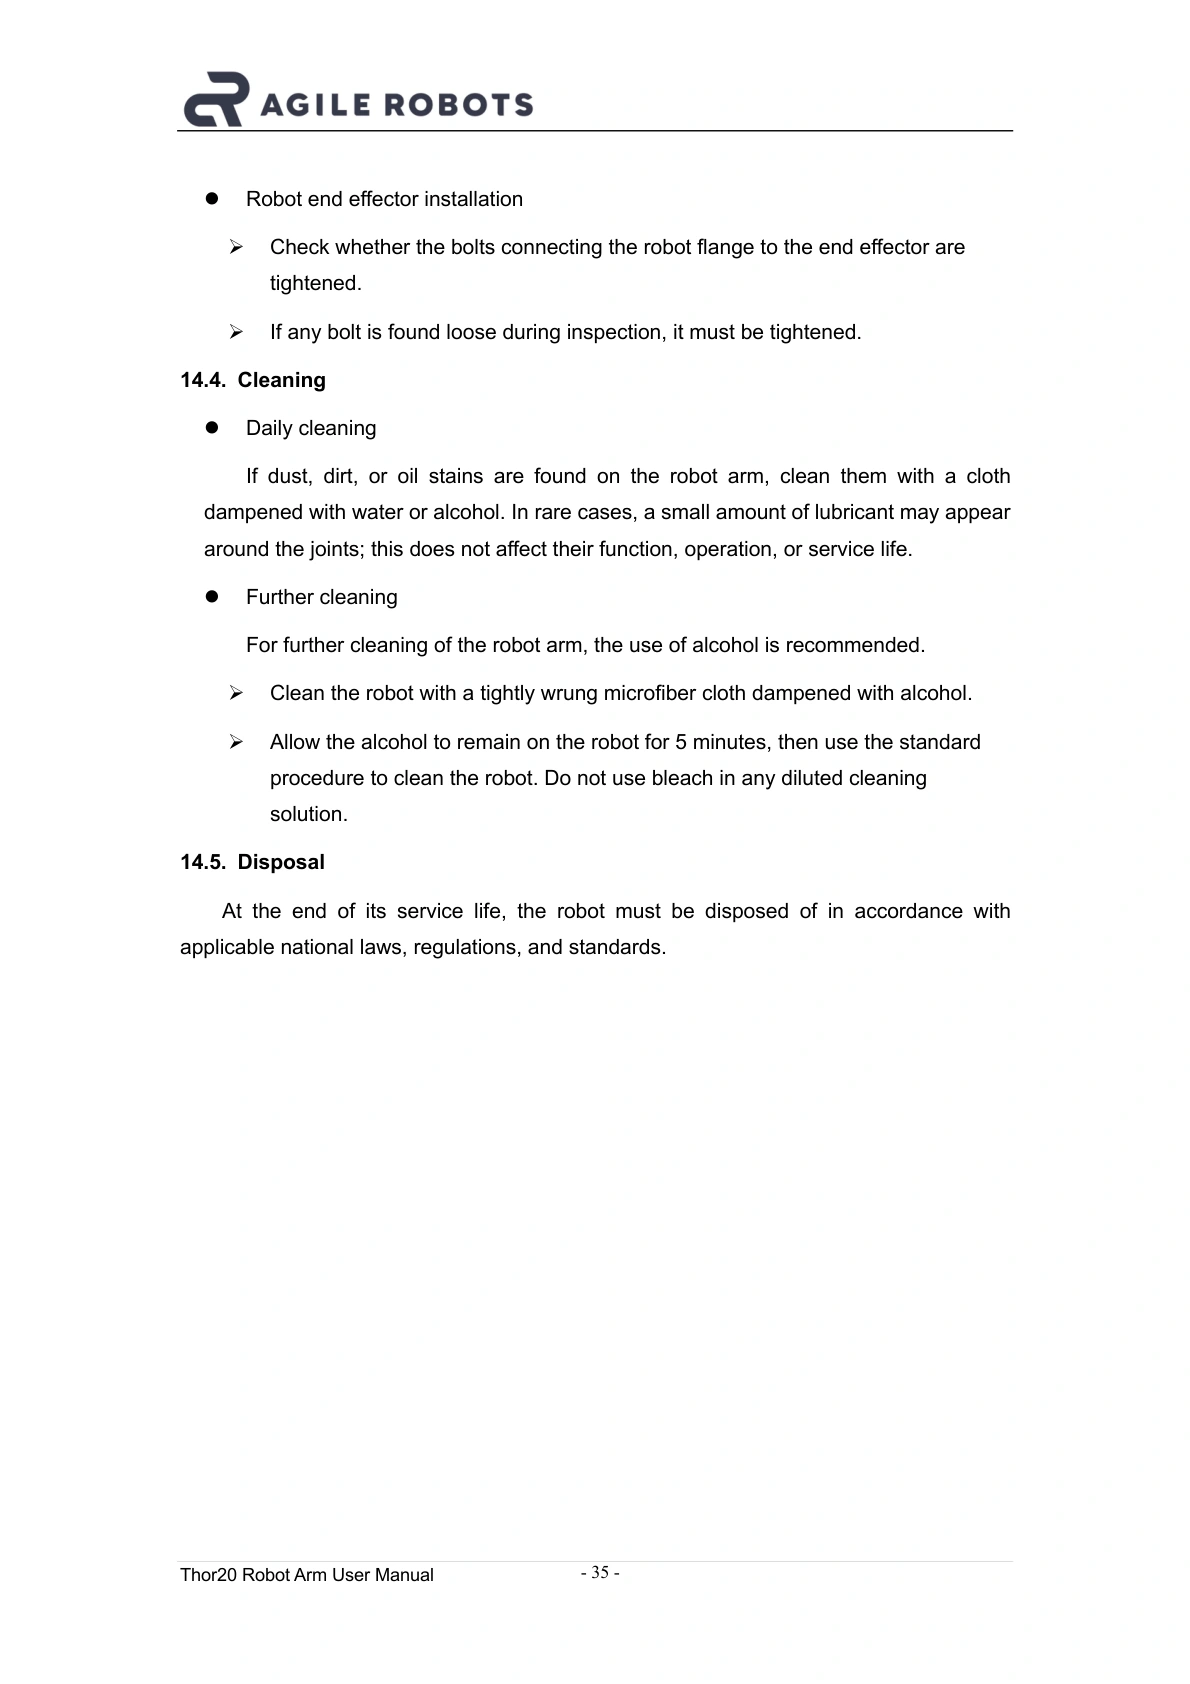 AGILE ROBOTS
● Robot end effector installation
➢ Check whether the bolts connecting the robot flange to the end effector are
tightened.
➢ If any bolt is found loose during inspection, it must be tightened.
14.4. Cleaning
● Daily cleaning
If dust, dirt, or oil stains are found on the robot arm, clean them with a cloth
dampened with water or alcohol. In rare cases, a small amount of lubricant may appear
around the joints; this does not affect their function, operation, or service life.
● Further cleaning
For further cleaning of the robot arm, the use of alcohol is recommended.
➢ Clean the robot with a tightly wrung microfiber cloth dampened with alcohol.
➢ Allow the alcohol to remain on the robot for 5 minutes, then use the standard
procedure to clean the robot. Do not use bleach in any diluted cleaning
solution.
14.5. Disposal
At the end of its service life, the robot must be disposed of in accordance with
applicable national laws, regulations, and standards.
Thor20 Robot Arm User Manual - 35 -